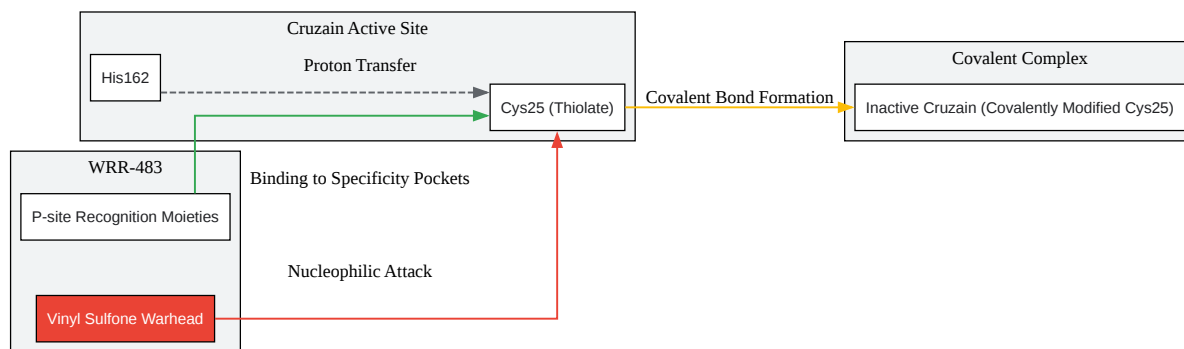 Cruzain Active Site
His162
Proton Transfer
Cys25 (Thiolate)
Covalent Bond Formation
Covalent Complex
Inactive Cruzain (Covalently Modified Cys25)
WRR-483
Binding to Specificity Pockets
P-site Recognition Moieties
Nucleophilic Attack
Vinyl Sulfone Warhead